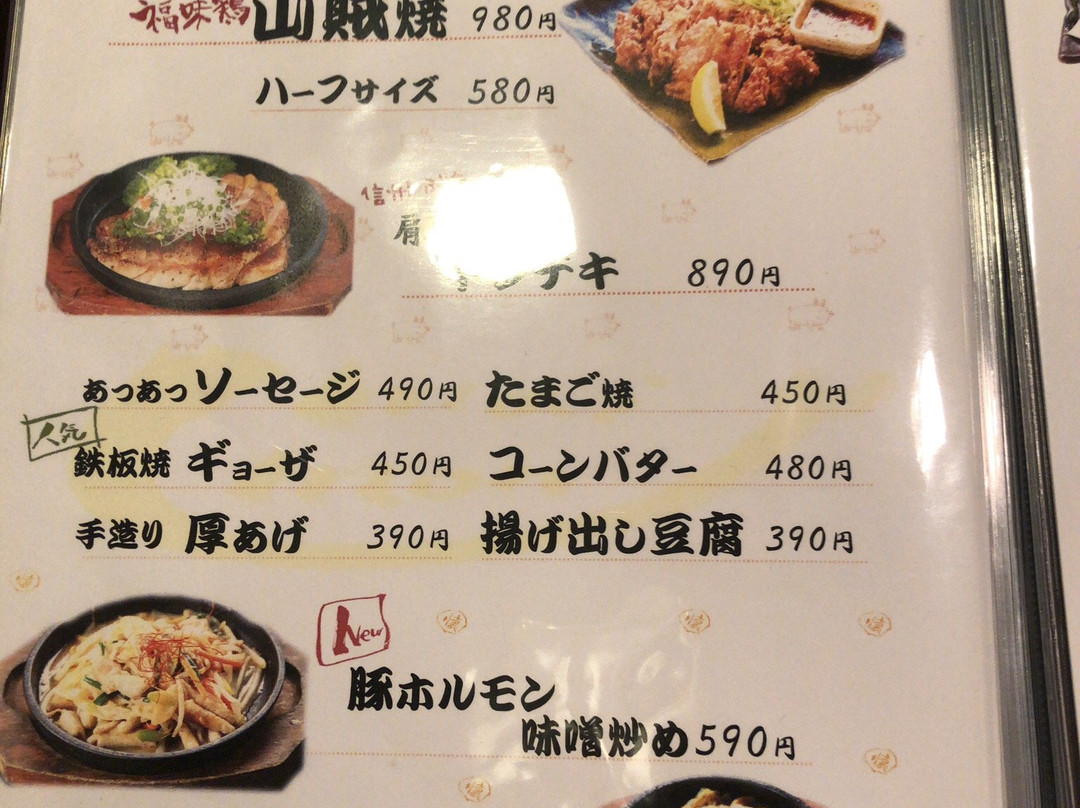 福味鶏 山賊焼 980円
ハーフサイズ 580円
信州
肩
トンテキ 890円
あつあつソーセージ 490円
たまご焼 450円
人気
鉄板焼 ギョーザ 450円
コーンバター 480円
手造り 厚あげ 390円
揚げ出し豆腐 390円
New
豚ホルモン
味噌炒め 590円